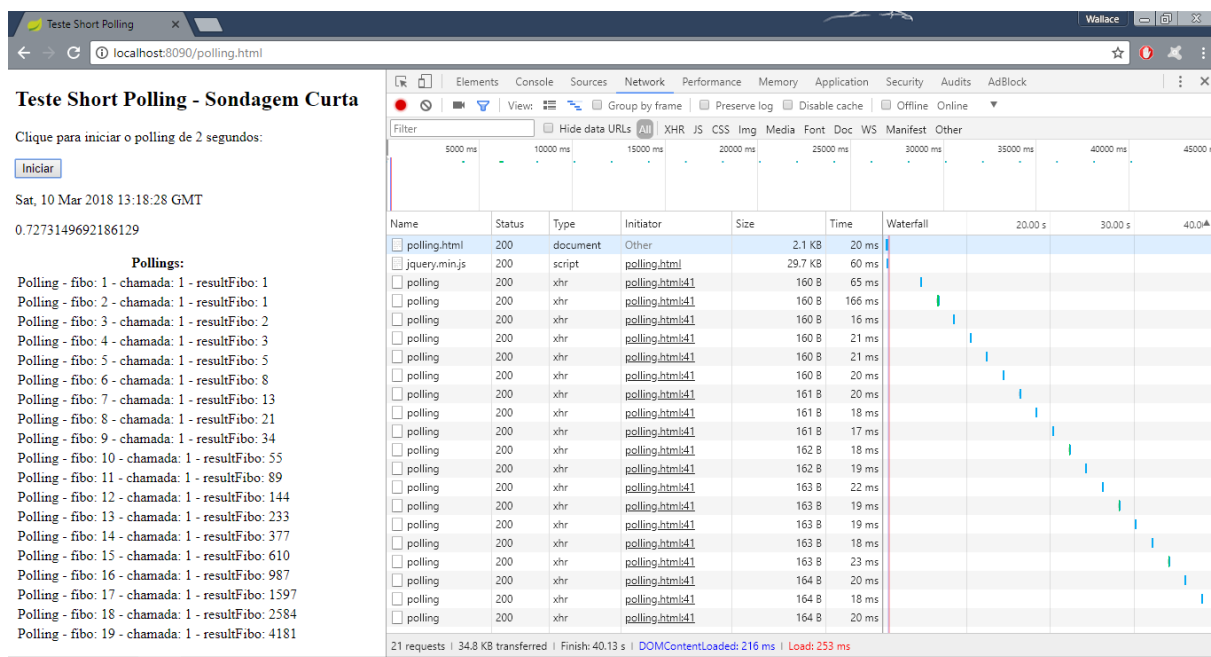 Teste Short Polling
Wallace
localhost:8090/polling.html
Teste Short Polling - Sondagem Curta
Clique para iniciar o polling de 2 segundos:
Iniciar
Sat, 10 Mar 2018 13:18:28 GMT
0.7273149692186129
Pollings:
Polling - fibo: 1 - chamada: 1 - resultFibo: 1
Polling - fibo: 2 - chamada: 1 - resultFibo: 1
Polling - fibo: 3 - chamada: 1 - resultFibo: 2
Polling - fibo: 4 - chamada: 1 - resultFibo: 3
Polling - fibo: 5 - chamada: 1 - resultFibo: 5
Polling - fibo: 6 - chamada: 1 - resultFibo: 8
Polling - fibo: 7 - chamada: 1 - resultFibo: 13
Polling - fibo: 8 - chamada: 1 - resultFibo: 21
Polling - fibo: 9 - chamada: 1 - resultFibo: 34
Polling - fibo: 10 - chamada: 1 - resultFibo: 55
Polling - fibo: 11 - chamada: 1 - resultFibo: 89
Polling - fibo: 12 - chamada: 1 - resultFibo: 144
Polling - fibo: 13 - chamada: 1 - resultFibo: 233
Polling - fibo: 14 - chamada: 1 - resultFibo: 377
Polling - fibo: 15 - chamada: 1 - resultFibo: 610
Polling - fibo: 16 - chamada: 1 - resultFibo: 987
Polling - fibo: 17 - chamada: 1 - resultFibo: 1597
Polling - fibo: 18 - chamada: 1 - resultFibo: 2584
Polling - fibo: 19 - chamada: 1 - resultFibo: 4181
Elements Console Sources Network Performance Memory Application Security Audits AdBlock
View: Group by frame Preserve log Disable cache Offline Online
Filter Hide data URLs All XHR JS CSS Img Media Font Doc WS Manifest Other
5000 ms 10000 ms 15000 ms 20000 ms 25000 ms 30000 ms 35000 ms 40000 ms 45000
Name Status Type Initiator Size Time Waterfall 20.00 s 30.00 s 40.0
polling.html 200 document Other 2.1 KB 20 ms
jquery.min.js 200 script polling.html 29.7 KB 60 ms
polling 200 xhr polling.html:41 160 B 65 ms
polling 200 xhr polling.html:41 160 B 166 ms
polling 200 xhr polling.html:41 160 B 16 ms
polling 200 xhr polling.html:41 160 B 21 ms
polling 200 xhr polling.html:41 160 B 21 ms
polling 200 xhr polling.html:41 160 B 20 ms
polling 200 xhr polling.html:41 161 B 20 ms
polling 200 xhr polling.html:41 161 B 18 ms
polling 200 xhr polling.html:41 161 B 17 ms
polling 200 xhr polling.html:41 162 B 18 ms
polling 200 xhr polling.html:41 162 B 19 ms
polling 200 xhr polling.html:41 163 B 22 ms
polling 200 xhr polling.html:41 163 B 19 ms
polling 200 xhr polling.html:41 163 B 19 ms
polling 200 xhr polling.html:41 163 B 18 ms
polling 200 xhr polling.html:41 163 B 23 ms
polling 200 xhr polling.html:41 164 B 20 ms
polling 200 xhr polling.html:41 164 B 18 ms
polling 200 xhr polling.html:41 164 B 20 ms
21 requests | 34.8 KB transferred | Finish: 40.13 s | DOMContentLoaded: 216 ms | Load: 253 ms